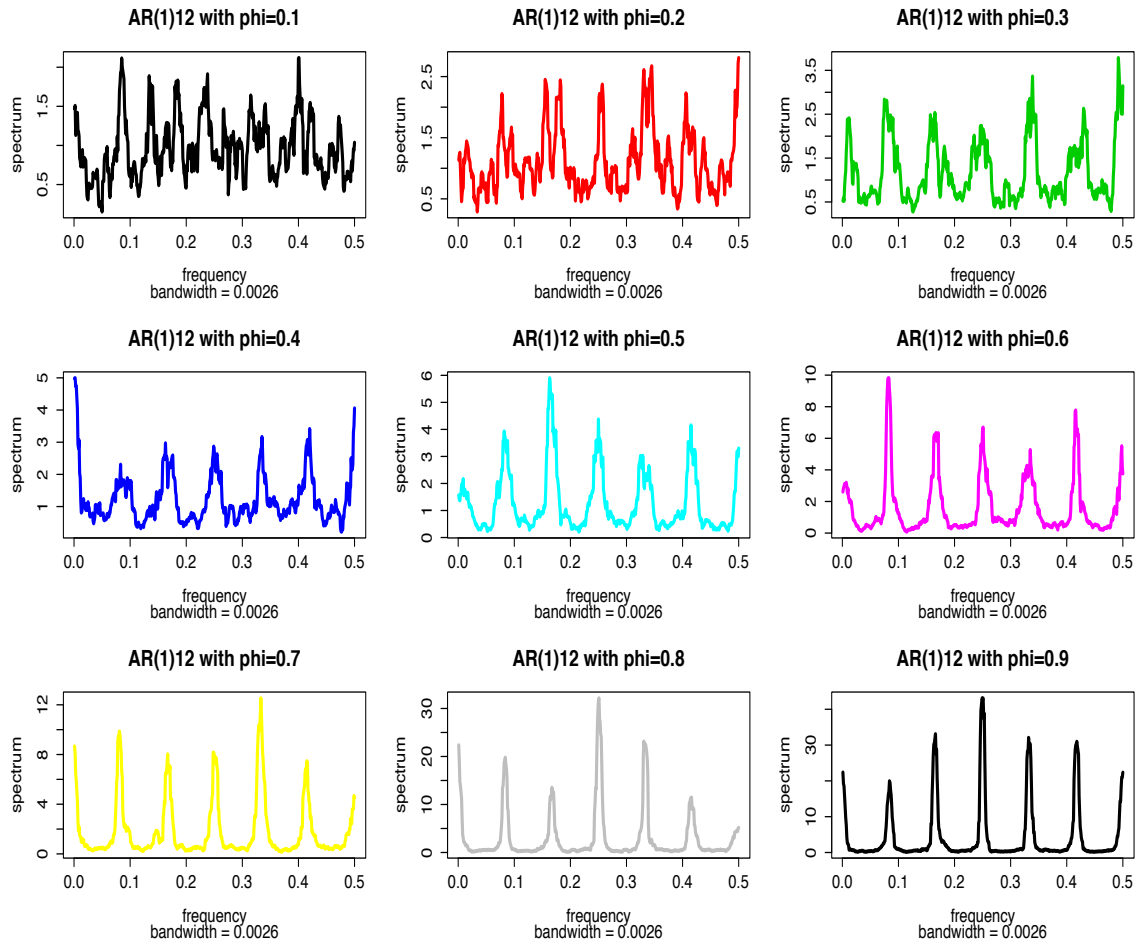 AR(1)12 with phi=0.1
AR(1)12 with phi=0.2
AR(1)12 with phi=0.3
spectrum
0.5
1.5
0.0 0.1 0.2 0.3 0.4 0.5
frequency
bandwidth = 0.0026
spectrum
0.5
1.5
2.5
0.0 0.1 0.2 0.3 0.4 0.5
frequency
bandwidth = 0.0026
spectrum
0.5
1.5
2.5
3.5
0.0 0.1 0.2 0.3 0.4 0.5
frequency
bandwidth = 0.0026
AR(1)12 with phi=0.4
AR(1)12 with phi=0.5
AR(1)12 with phi=0.6
spectrum
1
2
3
4
5
0.0 0.1 0.2 0.3 0.4 0.5
frequency
bandwidth = 0.0026
spectrum
0
1
2
3
4
5
6
0.0 0.1 0.2 0.3 0.4 0.5
frequency
bandwidth = 0.0026
spectrum
0
2
4
6
8
10
0.0 0.1 0.2 0.3 0.4 0.5
frequency
bandwidth = 0.0026
AR(1)12 with phi=0.7
AR(1)12 with phi=0.8
AR(1)12 with phi=0.9
spectrum
0
4
8
12
0.0 0.1 0.2 0.3 0.4 0.5
frequency
bandwidth = 0.0026
spectrum
0
10
20
30
0.0 0.1 0.2 0.3 0.4 0.5
frequency
bandwidth = 0.0026
spectrum
0
10
30
0.0 0.1 0.2 0.3 0.4 0.5
frequency
bandwidth = 0.0026